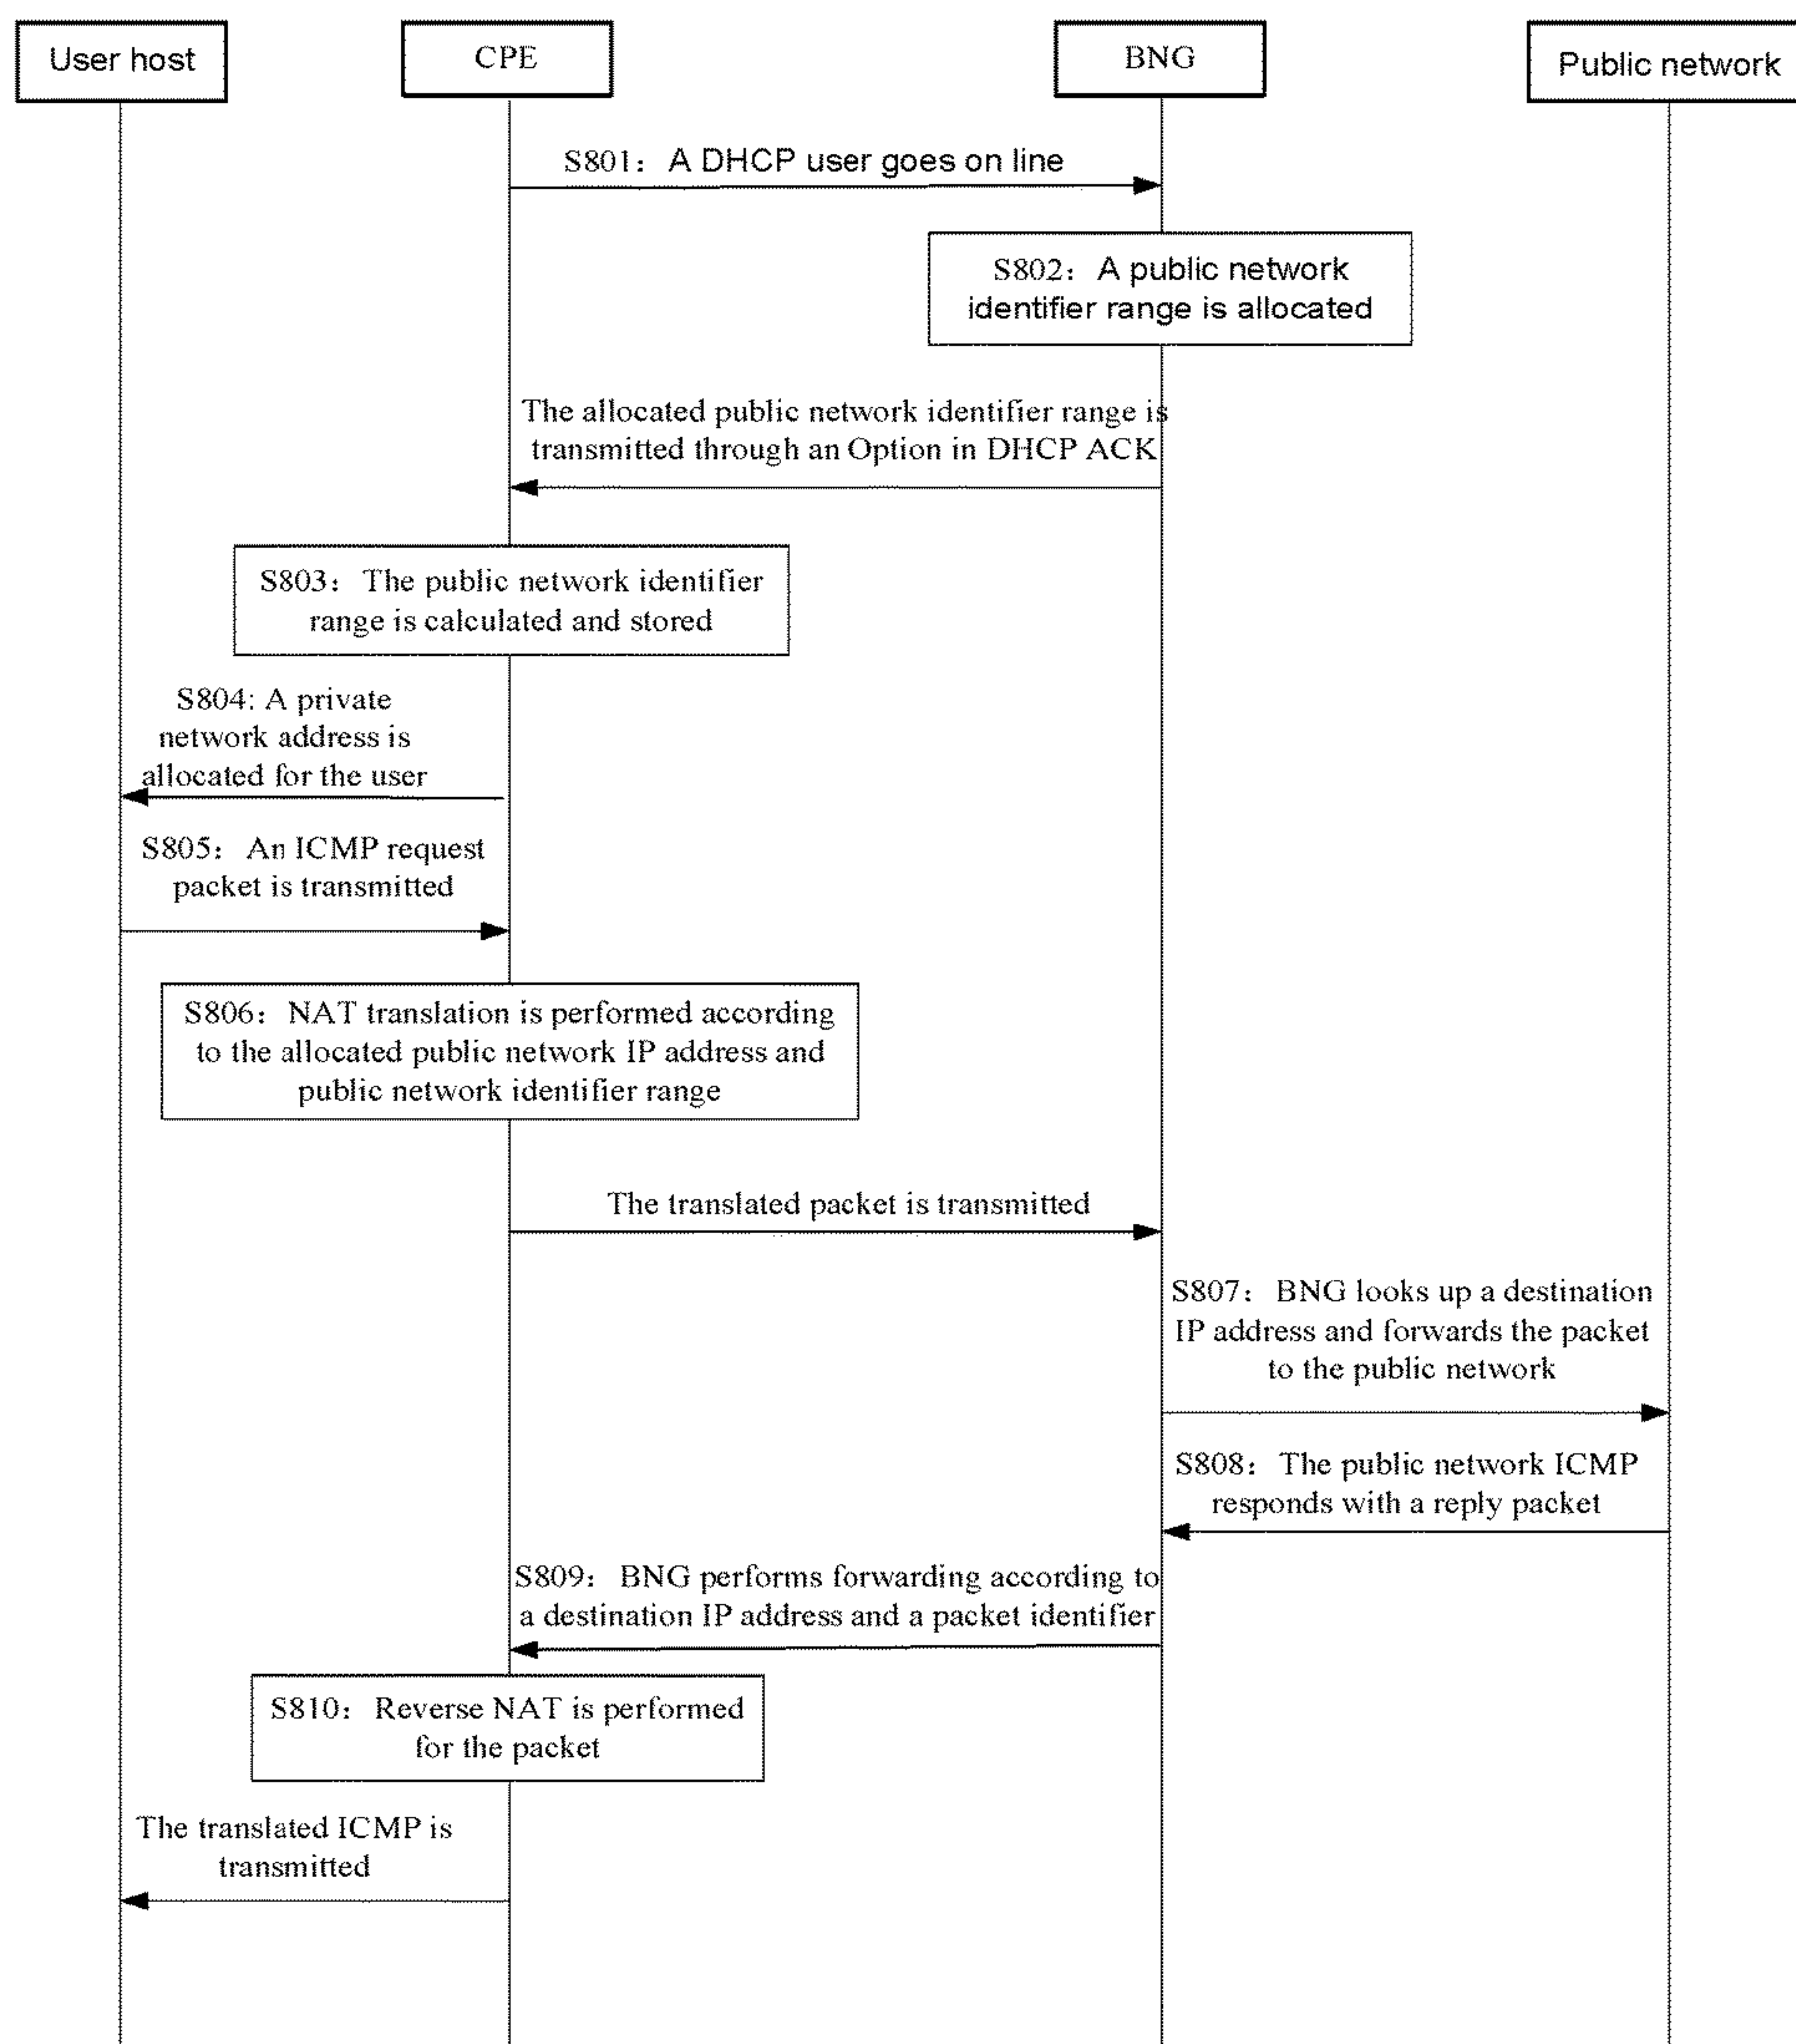 User host
CPE
BNG
Public network
S801: A DHCP user goes on line
S802: A public network
identifier range is allocated
The allocated public network identifier range is
transmitted through an Option in DHCP ACK
S803: The public network identifier
range is calculated and stored
S804: A private
network address is
allocated for the user
S805: An ICMP request
packet is transmitted
S806: NAT translation is performed according
to the allocated public network IP address and
public network identifier range
The translated packet is transmitted
S807: BNG looks up a destination
IP address and forwards the packet
to the public network
S808: The public network ICMP
responds with a reply packet
S809: BNG performs forwarding according to
a destination IP address and a packet identifier
S810: Reverse NAT is performed
for the packet
The translated ICMP is
transmitted